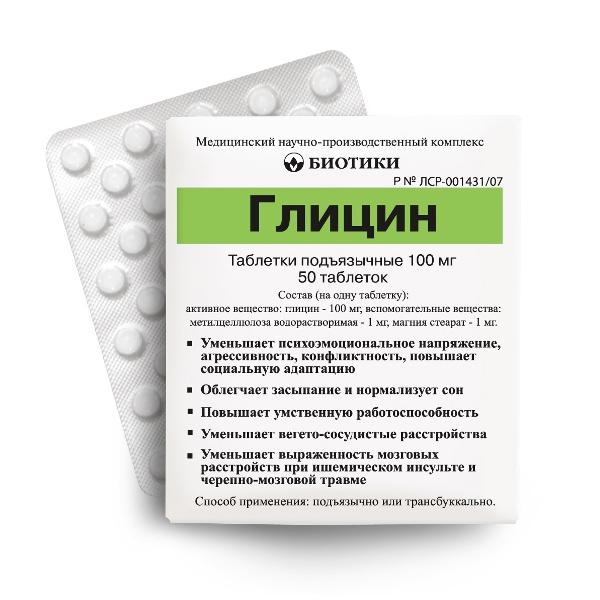 Медицинский научно-производственный комплекс
БИОТИКИ
Р № ЛСР-001431/07
Глицин
Таблетки подъязычные 100 мг
50 таблеток
Состав (на одну таблетку):
активное вещество: глицин - 100 мг, вспомогательные вещества:
метилцеллюлоза водорастворимая - 1 мг, магния стеарат - 1 мг.
▪ Уменьшает психоэмоциональное напряжение,
агрессивность, конфликтность, повышает
социальную адаптацию
▪ Облегчает засыпание и нормализует сон
▪ Повышает умственную работоспособность
▪ Уменьшает вегето-сосудистые расстройства
▪ Уменьшает выраженность мозговых
расстройств при ишемическом инсульте и
черепно-мозговой травме
Способ применения: подъязычно или трансбуккально.